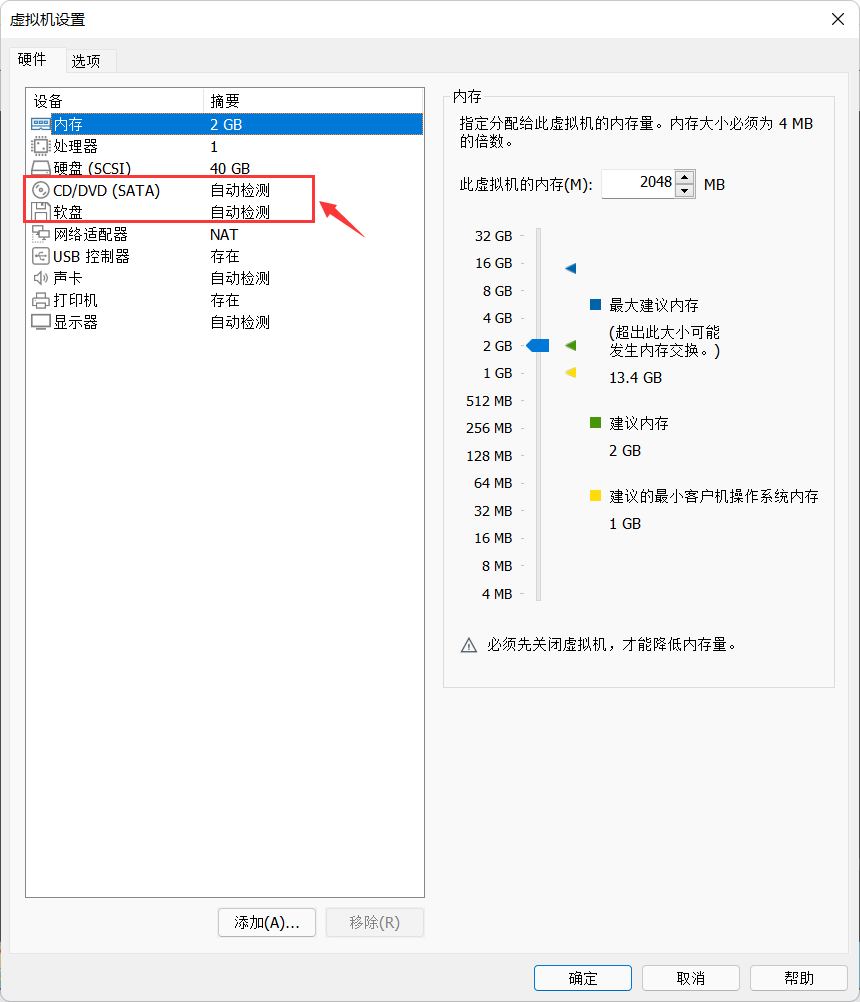 虚拟机设置
硬件 选项
设备 摘要
内存 2 GB
处理器 1
硬盘 (SCSI) 40 GB
CD/DVD (SATA) 自动检测
软盘 自动检测
网络适配器 NAT
USB 控制器 存在
声卡 自动检测
打印机 存在
显示器 自动检测
添加(A)... 移除(R)
内存
指定分配给此虚拟机的内存量。内存大小必须为 4 MB
的倍数。
此虚拟机的内存(M): 2048 MB
32 GB
16 GB
8 GB
4 GB
2 GB
1 GB
512 MB
256 MB
128 MB
64 MB
32 MB
16 MB
8 MB
4 MB
最大建议内存
(超出此大小可能
发生内存交换。)
13.4 GB
建议内存
2 GB
建议的最小客户机操作系统内存
1 GB
必须先关闭虚拟机，才能降低内存量。
确定 取消 帮助